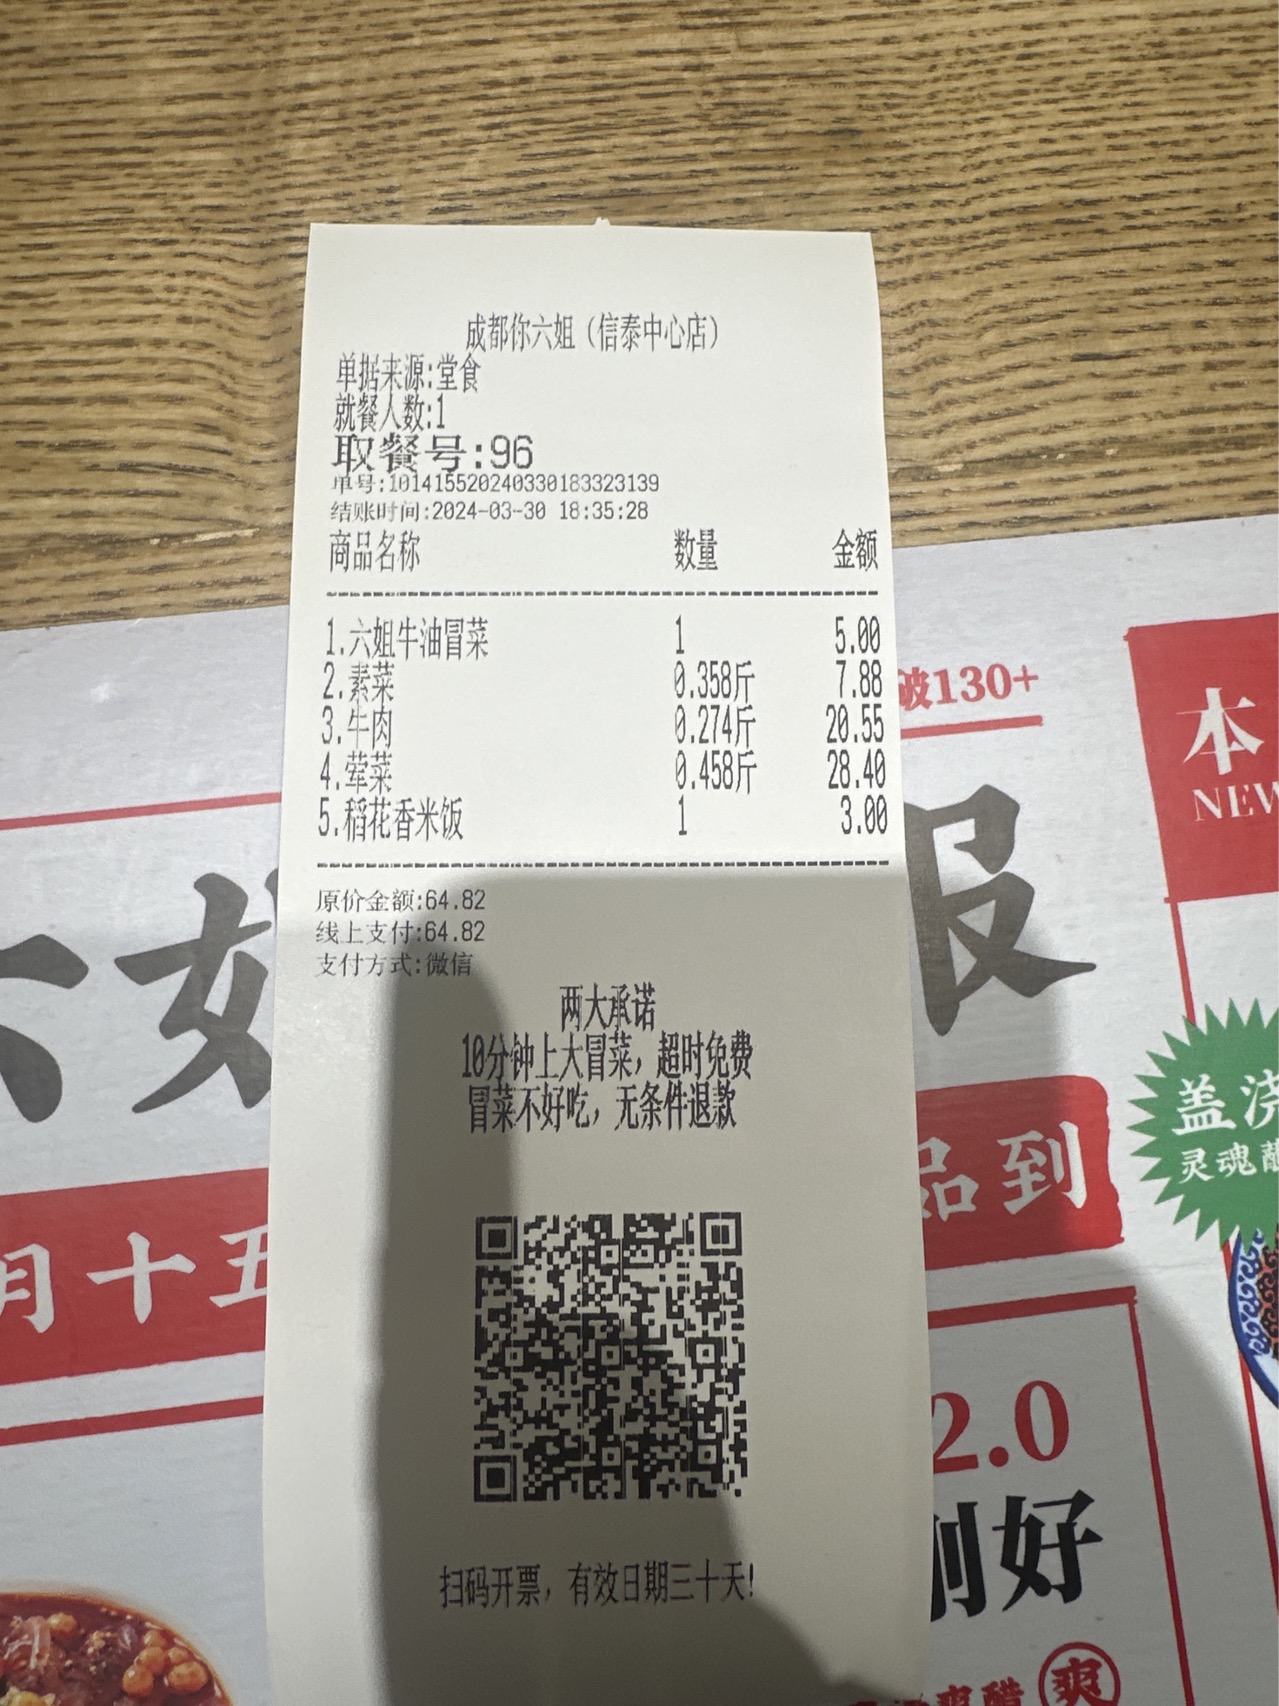 成都你六姐(信泰中心店)
单据来源:堂食
就餐人数:1
取餐号:96
单号:10141552024033018332​3139
结账时间:2024-03-30 18:35:28
商品名称 数量 金额
1.六姐牛油冒菜 1 5.00
2.素菜 0.358斤 7.88
3.牛肉 0.274斤 20.55
4.荤菜 0.458斤 28.40
5.稻花香米饭 1 3.00
原价金额:64.82
线上支付:64.82
支付方式:微信
两大承诺
10分钟上大冒菜，超时免费
冒菜不好吃，无条件退款
扫码开票，有效日期三十天!
破130+
本
NEW
六姐
报
月十五
品到
盖浇
灵魂
2.0
刚好
爽